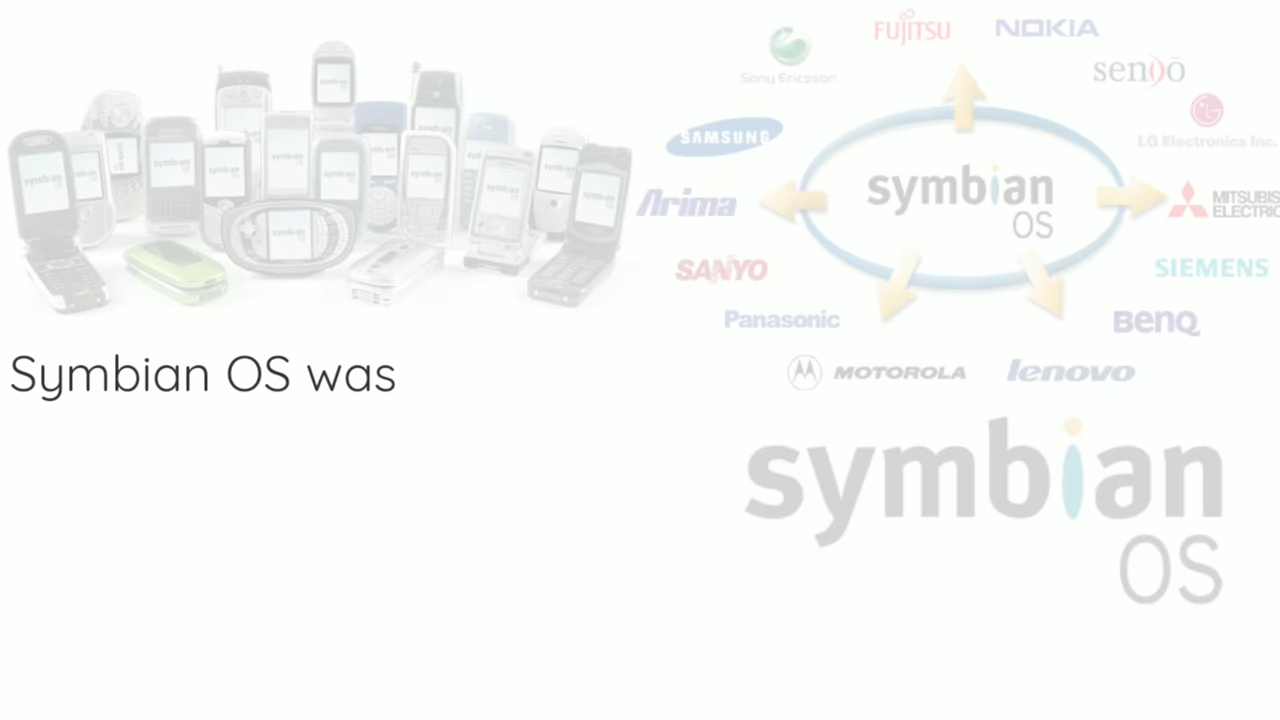 FUJITSU
NOKIA
Sony Ericsson
sendo
SAMSUNG
LG Electronics Inc.
symbian
OS
Arima
MITSUBIS
ELECTRIC
SANYO
SIEMENS
Panasonic
BenQ
MOTOROLA
lenovo
Symbian OS was
symbian
OS